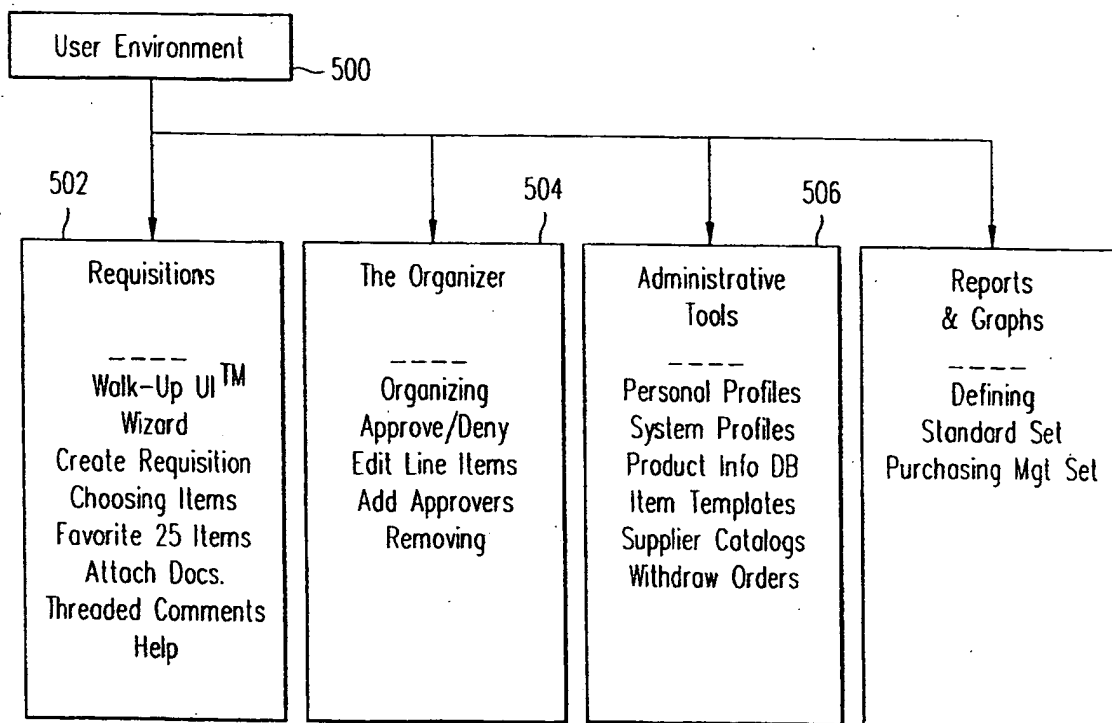 User Environment
500
502
504
506
Requisitions
Walk-Up UI™
Wizard
Create Requisition
Choosing Items
Favorite 25 Items
Attach Docs.
Threaded Comments
Help
The Organizer
Organizing
Approve/Deny
Edit Line Items
Add Approvers
Removing
Administrative
Tools
Personal Profiles
System Profiles
Product Info DB
Item Templates
Supplier Catalogs
Withdraw Orders
Reports
& Graphs
Defining
Standard Set
Purchasing Mgt Set